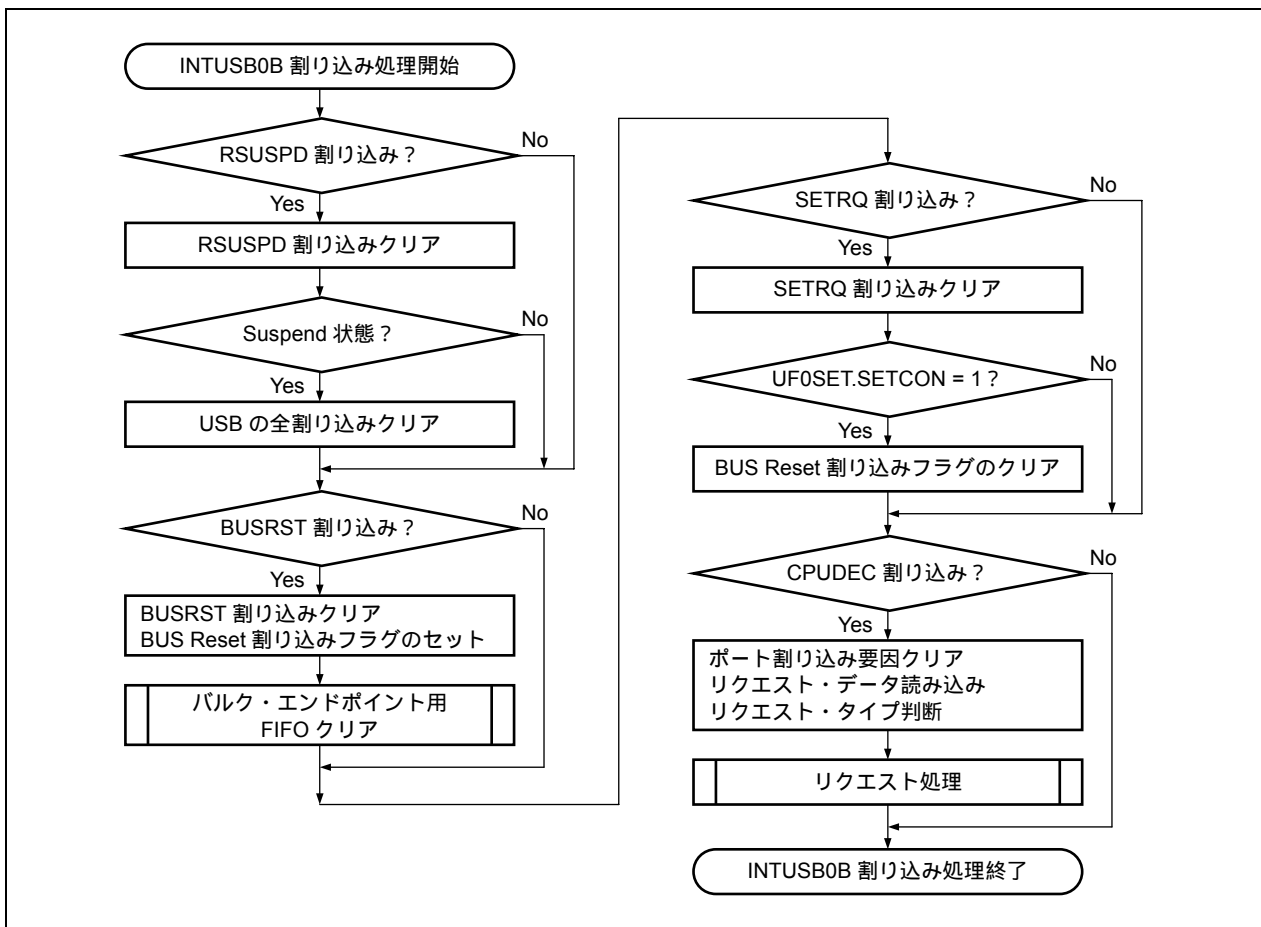 INTUSB0B 割り込み処理開始
RSUSPD 割り込み？
No
Yes
RSUSPD 割り込みクリア
Suspend 状態？
No
Yes
USB の全割り込みクリア
BUSRST 割り込み？
No
Yes
BUSRST 割り込みクリア
BUS Reset 割り込みフラグのセット
バルク・エンドポイント用
FIFO クリア
SETRQ 割り込み？
No
Yes
SETRQ 割り込みクリア
UF0SET.SETCON = 1？
No
Yes
BUS Reset 割り込みフラグのクリア
CPUDEC 割り込み？
No
Yes
ポート割り込み要因クリア
リクエスト・データ読み込み
リクエスト・タイプ判断
リクエスト処理
INTUSB0B 割り込み処理終了